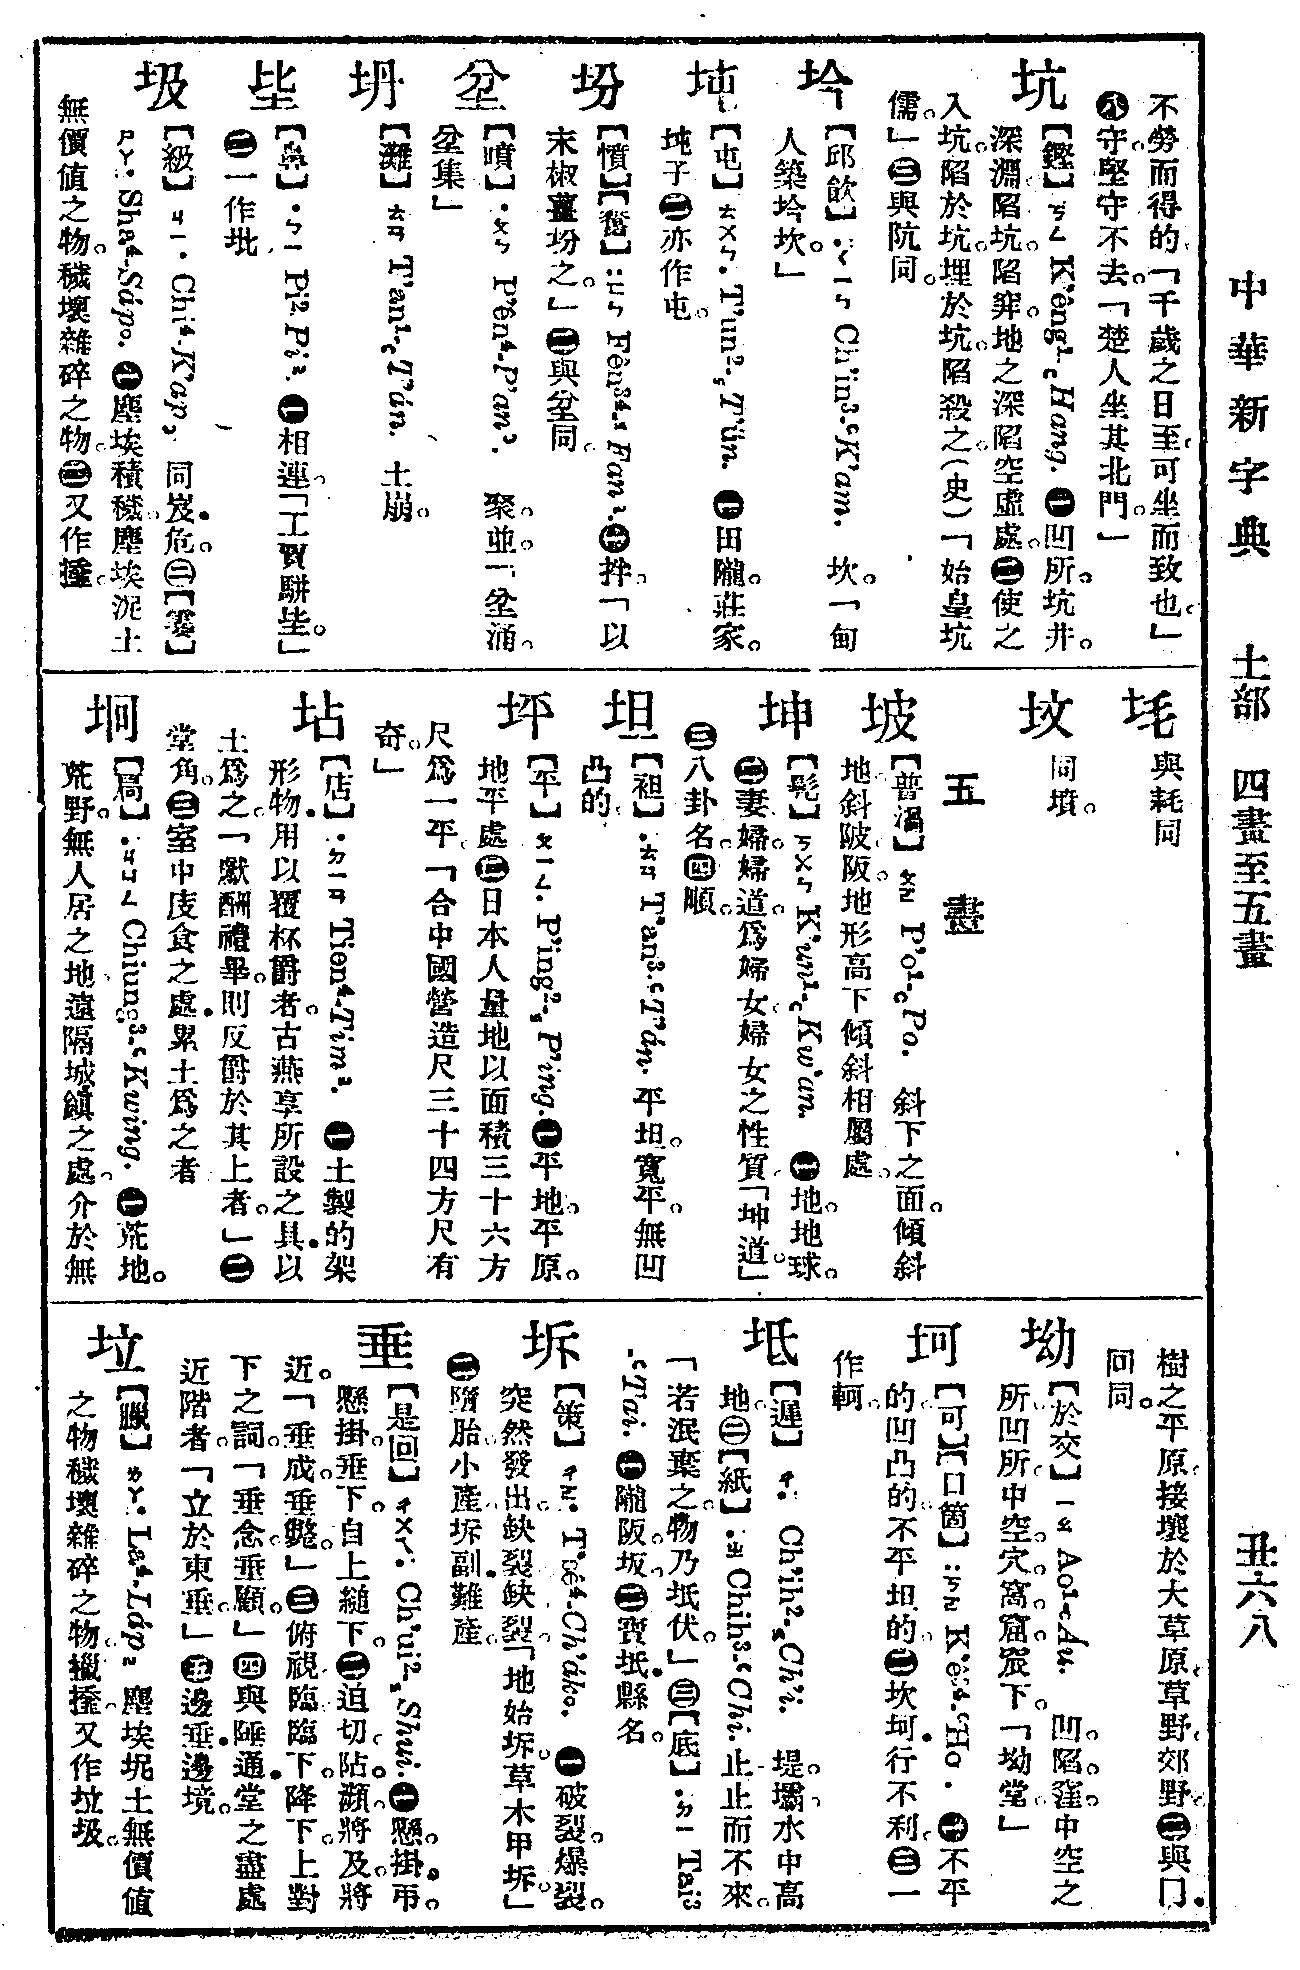 中華新字典　土部　四畫至五畫　丑六八
不勞而得的「千歲之日至可坐而致也」
㊅守堅守不去。「楚人坐其北門。」
坑
【鏗】ㄎㄥ K'êng¹-꜀Hang. ㊀凹所坑井。
深淵陷坑。陷穽地之深陷空虛處。㊁使之
入坑。陷於坑。埋於坑。陷殺之(史)「始皇坑
儒。」㊂與阬同。
坅
【邱飲】ㄑㄧㄣ Ch'in³-꜂K'am. 坎。「甸
人築坅坎。」
坉
【屯】ㄊㄨㄣ. T'un²-꜁T'ün. ㊀田隴。莊家。
坉子㊁亦作屯。
坋
【憤】【奮】ㄈㄣ Fên³⁴-꜂Fan². ㊀拌。「以
末椒薑坋之。」㊁與坌同。
坌
【噴】ㄆㄣ P'ên⁴-P'an². 聚並。「坌涌。
坌集」
坍
【灘】ㄊㄢ T'an¹-꜀T'án. 土崩。
坒
ㄅㄧ Pi²-Pi². ㊀相連。「工賈駢坒。」
㊁一作坓
圾
【級】ㄐㄧ. Chi⁴-K'ap, 同岌危。㊁【霎】
ㄕㄚ. Sha⁴-Sáp. ㊀塵埃積穢。塵埃泥土
無價値之物。穢壞雜碎之物。㊁又作㩉。
坉
與耗同
坟
同墳。
五畫
坡
【普渦】ㄆㄛ P'o¹-꜀Po. 斜下之面。傾斜
地。斜陂阪。地形高下傾斜相屬處。
坤
【髡】ㄎㄨㄣ K'un¹-꜀Kw'an. ㊀地。地球。
㊁妻。婦。婦道。爲婦女。婦女之性質。「坤道」
㊂八卦名。㊃順。
坦
【袒】ㄊㄢ T'an³-꜂T'án. 平坦。寬平。無凹
凸的
坪
【平】ㄆㄧㄥ. P'ing²-꜁P'ing. ㊀平地。平原。
地平處。㊁日本人量地以面積三十六方
尺爲一平。「合中國營造尺三十四方尺有
奇。」
坫
【店】ㄉㄧㄢ Tien⁴-Tim². ㊀土製的架
形物。用以覆杯爵者。古燕享所設之具。以
土爲之。「獻酬禮畢。則反爵於其上者。」㊁
堂角。㊂室中庋食之處。累土爲之者
坰
【扃】ㄐㄩㄥ Chiung³-꜂Kwing. ㊀荒地。
荒野。無人居之地。遠隔城鎮之處。介於無
樹之平原。接壤於大草原。草野。郊野。㊁與冂。
冋同。
坳
【於交】ㄧㄠ Ao¹-꜀Au. 凹。陷。窪。中空之
所。凹所。中空。穴。窩。窟。窊下。「坳堂。」
坷
【可】【口箇】ㄎㄜ K'ê³⁴-꜂Ho. ㊀不平
的。凹凸的。不平坦的。㊁坎坷。行不利。㊂一
作軻。
坻
【遲】ㄔ. Ch'ih²-꜁Ch'i. 堤。壩。水中高
地。㊁【紙】ㄓ Chih³-꜂Chi. 止。止而不來。
「若泯棄之。物乃坻伏。」㊂【底】ㄉㄧ Tai³
-꜂Tai. ㊀隴阪。坂。㊁寶坻。縣名。
坼
【策】ㄔㄜ. T'sê⁴-Ch'ák. ㊀破裂。爆裂。
突然發出。缺裂。缺裂。「地始坼。草木甲坼。」
㊁墮胎。小產。坼副難產。
垂
【是回】ㄔㄨㄟ Ch'ui²-꜁Shui. ㊀懸掛。弔。
懸掛。垂下。自上縋下。㊁迫切。阽。瀕。將及。將
近。「垂成垂斃」㊂俯視。臨。臨下。降下。上對
下之詞。「垂念。垂顧。」㊃與陲通。堂之盡處
近階者。「立於東垂。」㊄邊垂。邊境。
垃
【臘】ㄌㄚ. La⁴-Láp₂ 塵埃坭土無價值
之物。穢壞雜碎之物。擸㩉。又作垃圾。